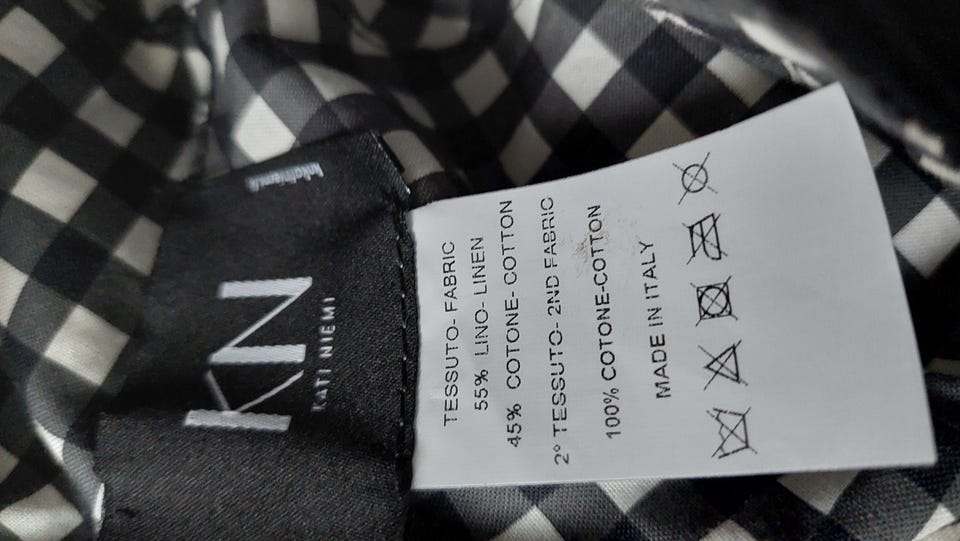 KN
KATI NIEMI
TESSUTO- FABRIC
55% LINO- LINEN
45% COTONE- COTTON
2° TESSUTO- 2ND FABRIC
100% COTONE-COTTON
MADE IN ITALY